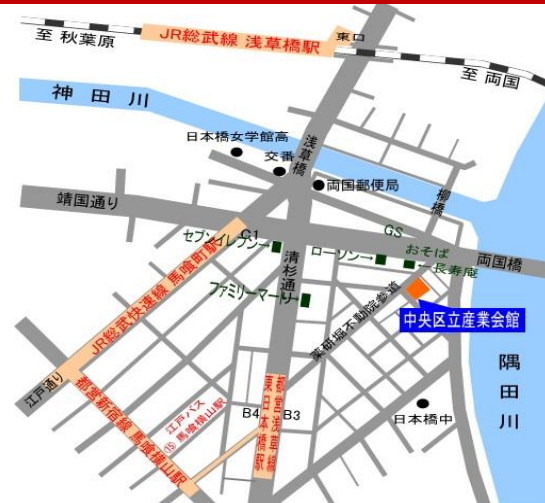 至 秋葉原
JR総武線 浅草橋駅
東口
至 両国
神田川
日本橋女学館高
交番
浅草橋
両国郵便局
柳橋
靖国通り
C1
セブンイレブン→
清杉通り
ローソン→
GS
おそば
←長寿庵
両国橋
JR総武快速線 馬喰町駅
ファミリーマート→
薬研堀不動院参道
中央区立産業会館
隅田川
江戸通り
都営新宿線 馬喰横山駅
江戸バス
⑮ 馬喰横山駅
都営浅草線
東日本橋駅
B4
B3
日本橋中